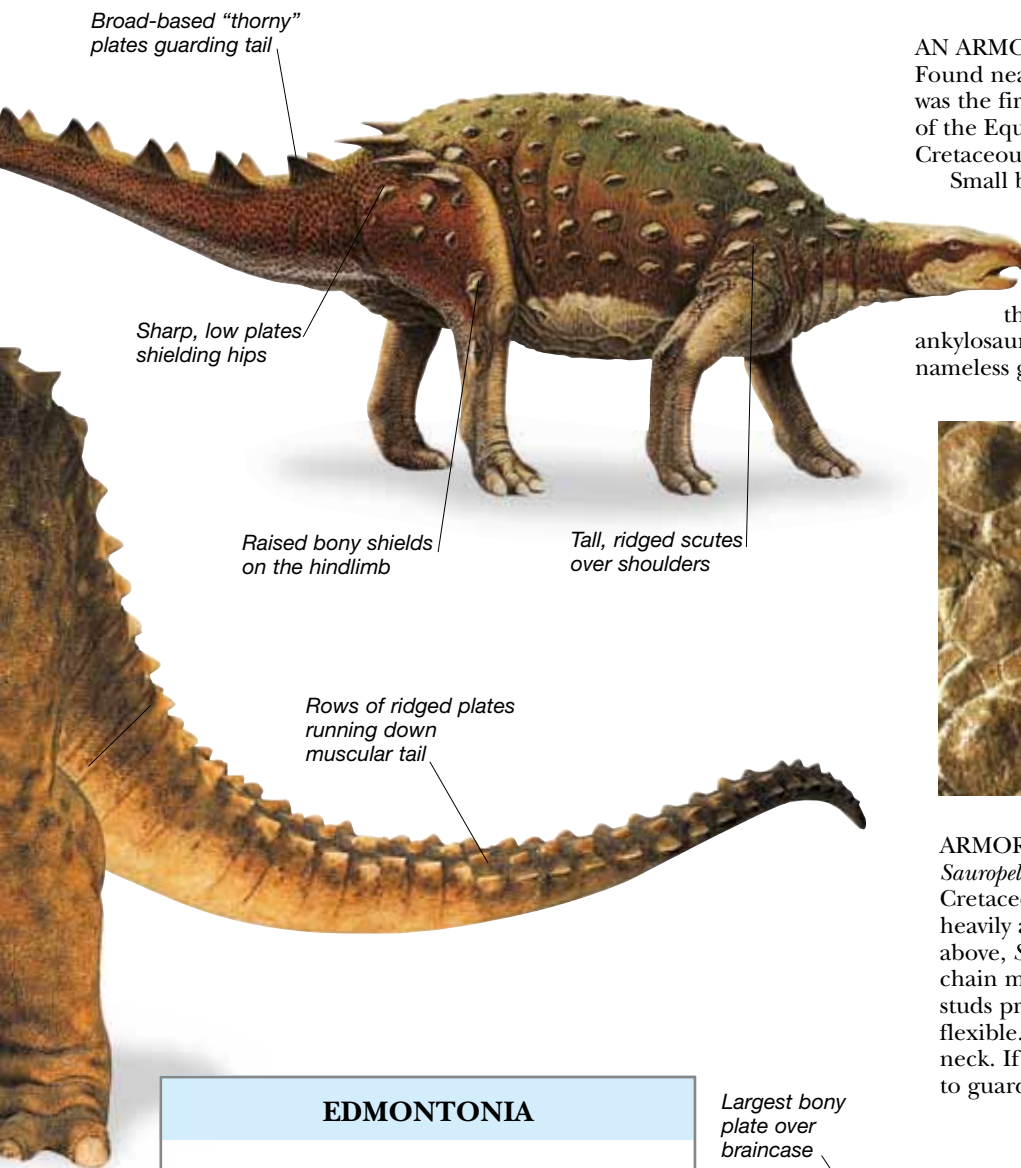 Broad-based “thorny”
plates guarding tail
AN ARMO
Found nea
was the fir
of the Equ
Cretaceou
Small b
th
ankylosaur
nameless g
Sharp, low plates
shielding hips
Raised bony shields
on the hindlimb
Tall, ridged scutes
over shoulders
Rows of ridged plates
running down
muscular tail
ARMOR
Sauropel
Cretace
heavily a
above, S
chain m
studs pr
flexible.
neck. If
to guard
EDMONTONIA
Largest bony
plate over
braincase